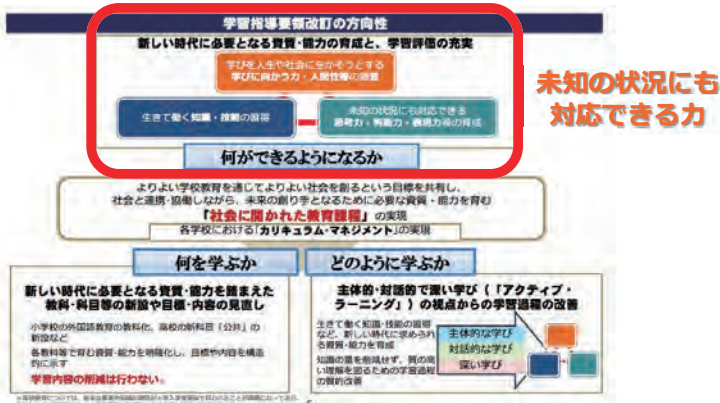 学習指導要領改訂の方向性
新しい時代に必要となる資質・能力の育成と、学習評価の充実
学びを人生や社会に生かそうとする
学びに向かう力・人間性等の涵養
生きて働く知識・技能の習得
未知の状況にも対応できる
思考力・判断力・表現力等の育成
未知の状況にも
対応できる力
何ができるようになるか
よりよい学校教育を通じてよりよい社会を創るという目標を共有し、
社会と連携・協働しながら、未来の創り手となるために必要な資質・能力を育む
「社会に開かれた教育課程」の実現
各学校における「カリキュラム・マネジメント」の実現
何を学ぶか
新しい時代に必要となる資質・能力を踏まえた
教科・科目等の新設や目標・内容の見直し
小学校の外国語教育の教科化、高校の新科目「公共」の
新設など
各教科等で育む資質・能力を明確化し、目標や内容を構造
的に示す
学習内容の削減は行わない※
どのように学ぶか
主体的・対話的で深い学び（「アクティブ・
ラーニング」）の視点からの学習過程の改善
生きて働く知識・技能の習得
など、新しい時代に求められ
る資質・能力を育成
知識の量を削減せず、質の高
い理解を図るための学習過程
の質的改善
主体的な学び
対話的な学び
深い学び